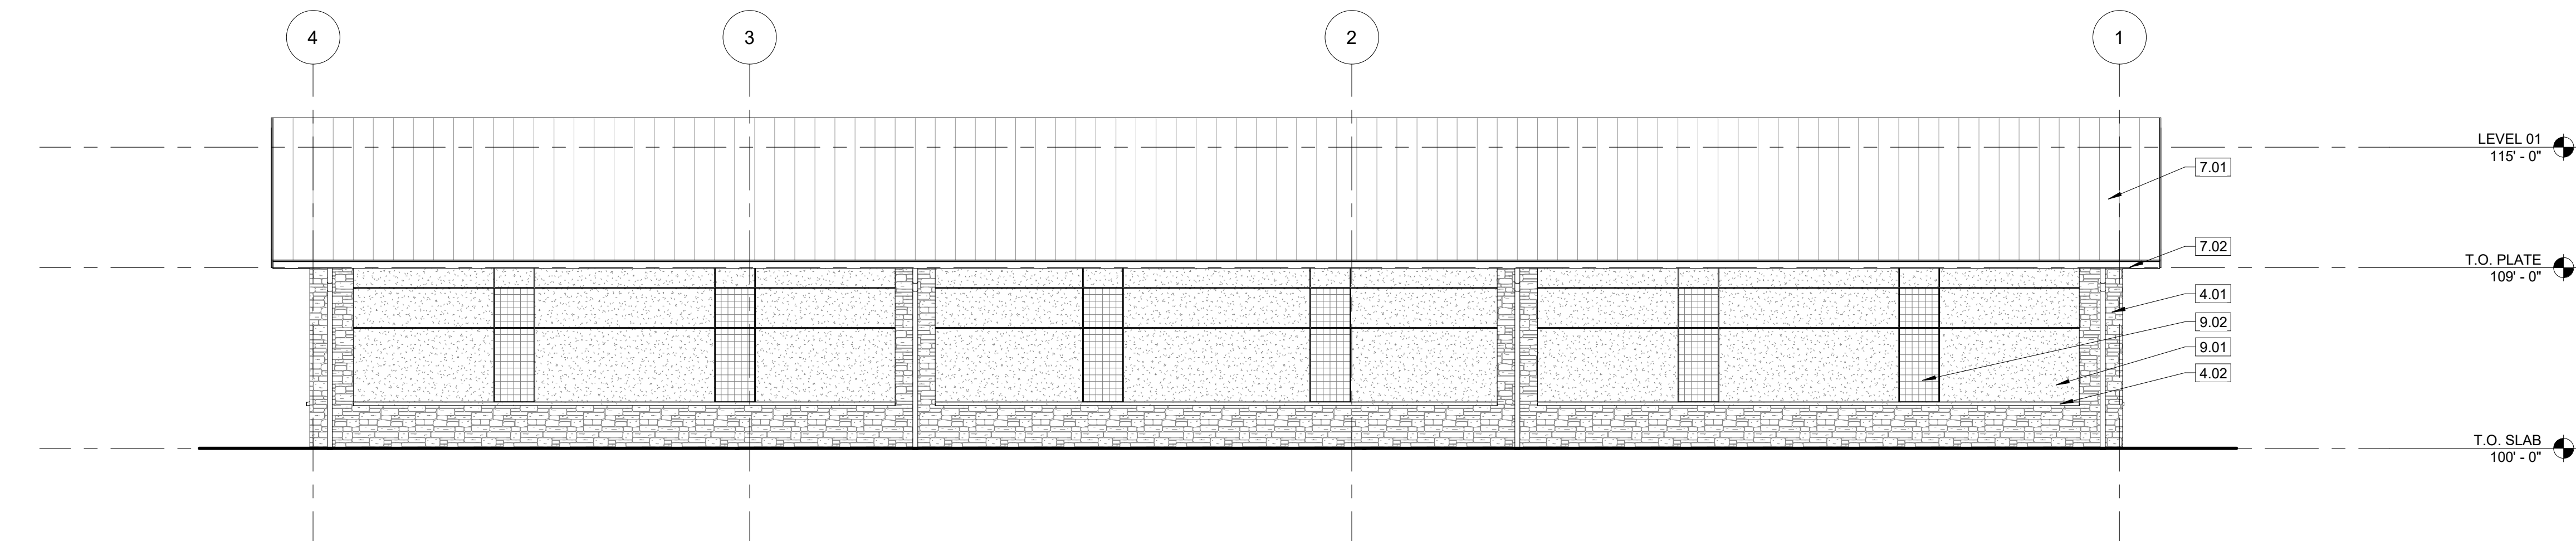 4
3
2
1
LEVEL 01
115' - 0"
7.01
7.02
T.O. PLATE
109' - 0"
4.01
9.02
9.01
4.02
T.O. SLAB
100' - 0"